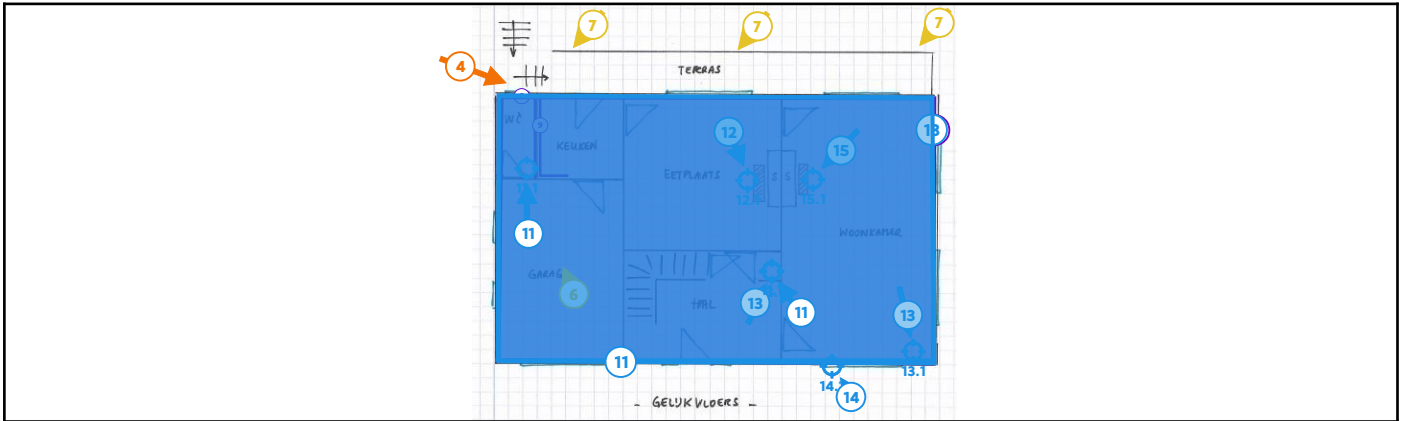 7
7
7
4
TERRAS
WC
?
KEUKEN
12
15
18
EETPLAATS
S S
12.1
15.1
11
WOONKAMER
GARAGE
6
HAL
13
11
13
11
13.1
14
- GELIJKVLOERS -